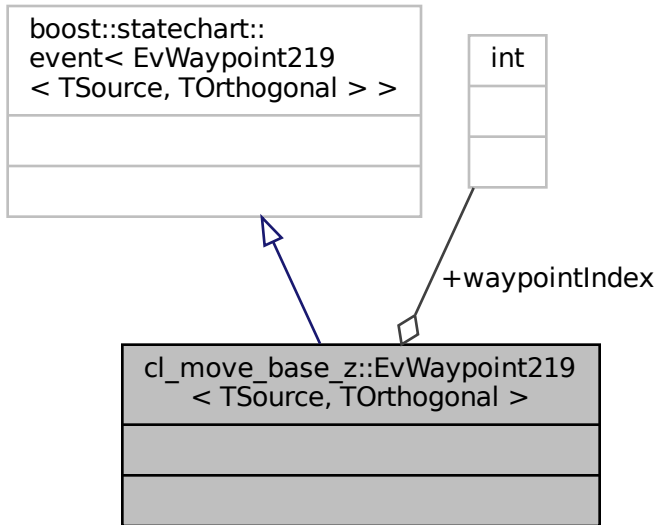 boost::statechart::
event< EvWaypoint219
< TSource, TOrthogonal > >
int
+waypointIndex
cl_move_base_z::EvWaypoint219
< TSource, TOrthogonal >